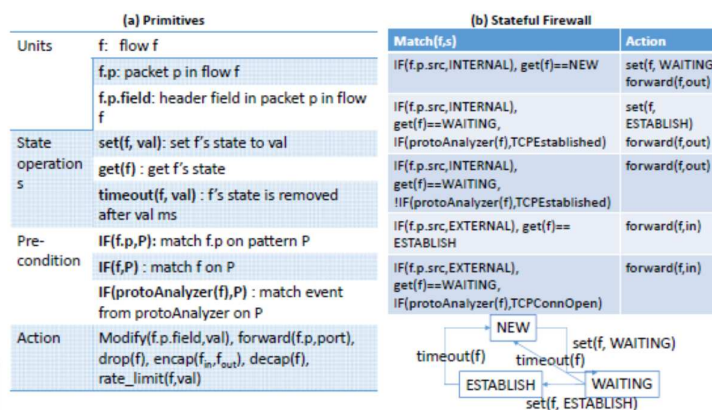 (a) Primitives
Units
f: flow f
f.p: packet p in flow f
f.p.field: header field in packet p in flow
f
State
operation
s
set(f, val): set f's state to val
get(f) : get f's state
timeout(f, val) : f's state is removed
after val ms
Pre-
condition
IF(f.p,P): match f.p on pattern P
IF(f,P) : match f on P
IF(protoAnalyzer(f),P) : match event
from protoAnalyzer on P
Action
Modify(f.p.field,val), forward(f.p,port),
drop(f), encap(fin,fout), decap(f),
rate_limit(f,val)
(b) Stateful Firewall
Match(f,s)
Action
IF(f.p.src,INTERNAL), get(f)==NEW
set(f, WAITING)
forward(f,out)
IF(f.p.src,INTERNAL),
get(f)==WAITING,
IF(protoAnalyzer(f),TCPEstablished)
set(f,
ESTABLISH)
forward(f,out)
IF(f.p.src,INTERNAL),
get(f)==WAITING,
!IF(protoAnalyzer(f),TCPEstablished)
forward(f,out)
IF(f.p.src,EXTERNAL), get(f)==
ESTABLISH
forward(f,in)
IF(f.p.src,EXTERNAL),
get(f)==WAITING,
IF(protoAnalyzer(f),TCPConnOpen)
forward(f,in)
NEW
set(f, WAITING)
timeout(f)
timeout(f)
ESTABLISH
WAITING
set(f, ESTABLISH)